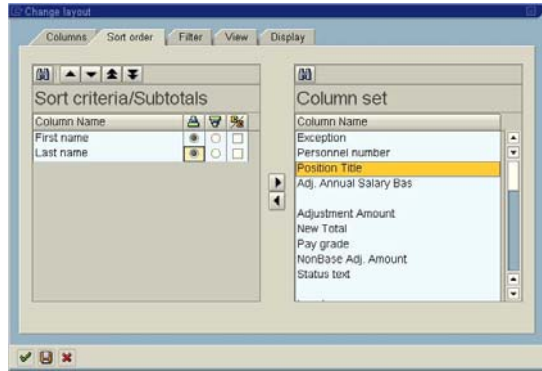 Change layout
Columns Sort order Filter View Display
Sort criteria/Subtotals
Column Name
First name
Last name
Column set
Column Name
Exception
Personnel number
Position Title
Adj. Annual Salary Bas
Adjustment Amount
New Total
Pay grade
NonBase Adj. Amount
Status text